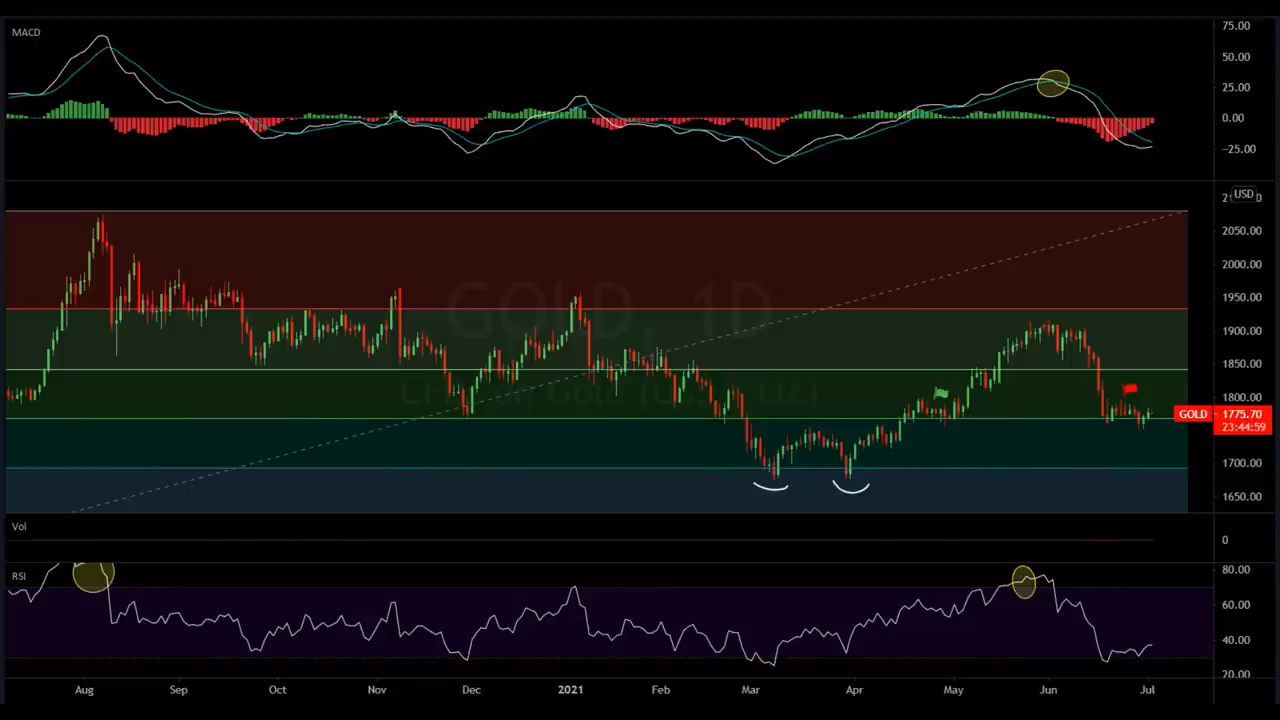 MACD
75.00
50.00
25.00
0.00
−25.00
USD
2050.00
2000.00
1950.00
GOLD, 1D
1900.00
1850.00
1800.00
GOLD 1775.70
23:44:59
1700.00
1650.00
Vol
0
RSI
80.00
60.00
40.00
20.00
Aug Sep Oct Nov Dec 2021 Feb Mar Apr May Jun Jul